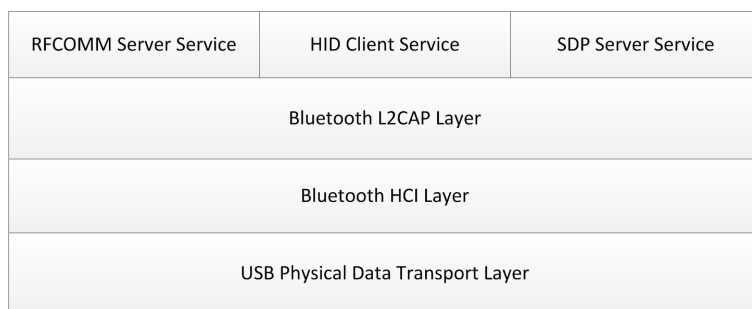 RFCOMM Server Service
HID Client Service
SDP Server Service
Bluetooth L2CAP Layer
Bluetooth HCI Layer
USB Physical Data Transport Layer